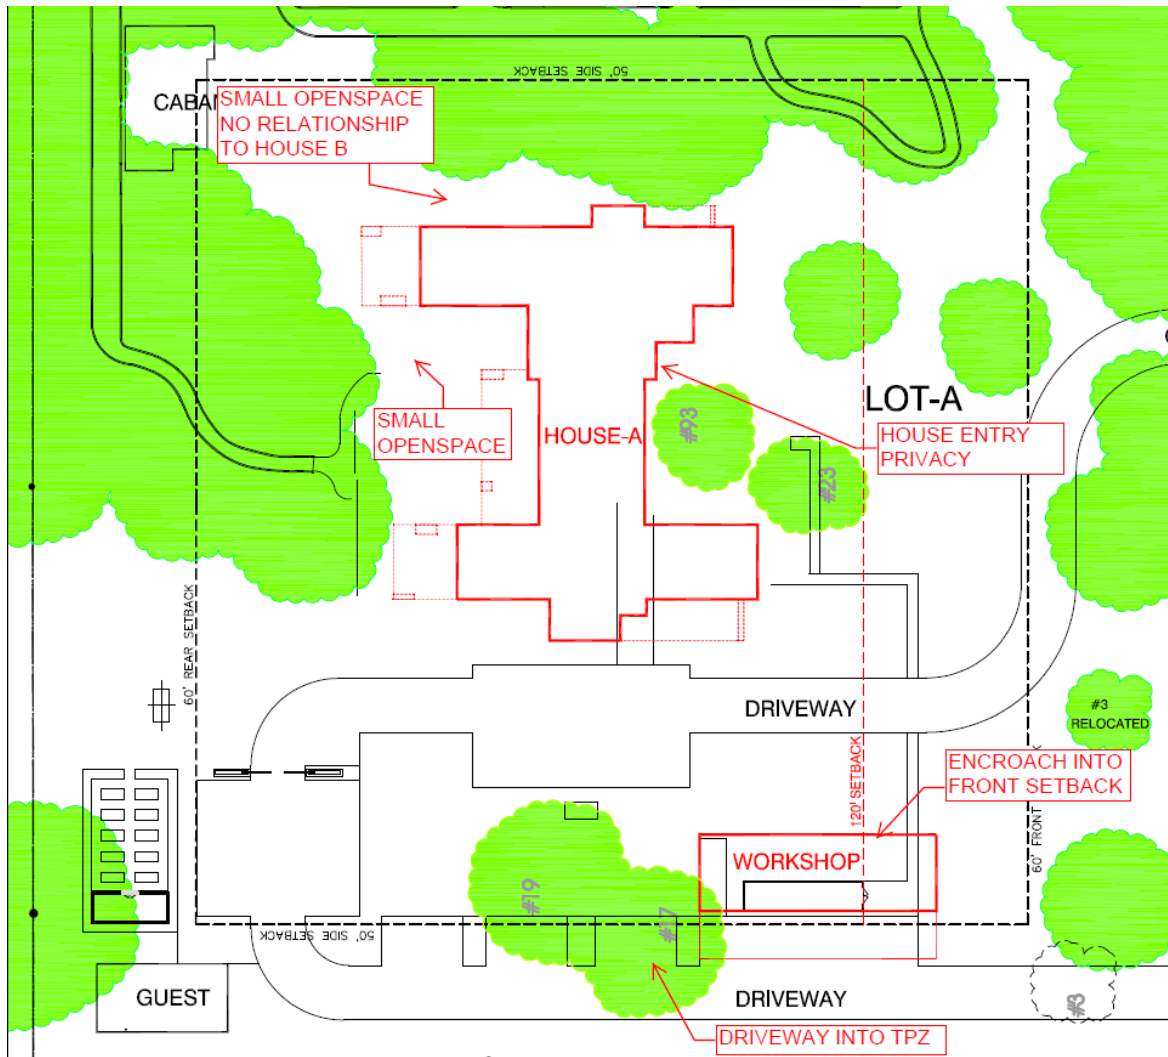 50' SIDE SETBACK
CABAN
SMALL OPENSPACE
NO RELATIONSHIP
TO HOUSE B
LOT-A
SMALL
OPENSPACE
HOUSE-A
#93
HOUSE ENTRY
PRIVACY
#23
60' REAR SETBACK
DRIVEWAY
#3
RELOCATED
120' SETBACK
ENCROACH INTO
FRONT SETBACK
60' FRONT
K
WORKSHOP
#19
#17
50' SIDE SETBACK
GUEST
DRIVEWAY
#3
DRIVEWAY INTO TPZ